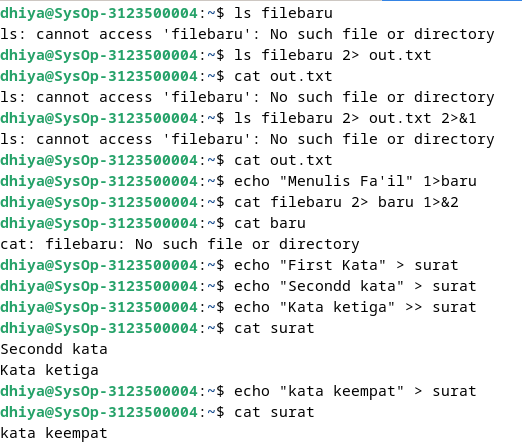 dhiya@SysOp-3123500004:~$ ls filebaru
ls: cannot access 'filebaru': No such file or directory
dhiya@SysOp-3123500004:~$ ls filebaru 2> out.txt
dhiya@SysOp-3123500004:~$ cat out.txt
ls: cannot access 'filebaru': No such file or directory
dhiya@SysOp-3123500004:~$ ls filebaru 2> out.txt 2>&1
ls: cannot access 'filebaru': No such file or directory
dhiya@SysOp-3123500004:~$ cat out.txt
dhiya@SysOp-3123500004:~$ echo "Menulis Fa'il" 1>baru
dhiya@SysOp-3123500004:~$ cat filebaru 2> baru 1>&2
dhiya@SysOp-3123500004:~$ cat baru
cat: filebaru: No such file or directory
dhiya@SysOp-3123500004:~$ echo "First Kata" > surat
dhiya@SysOp-3123500004:~$ echo "Secondd kata" > surat
dhiya@SysOp-3123500004:~$ echo "Kata ketiga" >> surat
dhiya@SysOp-3123500004:~$ cat surat
Secondd kata
Kata ketiga
dhiya@SysOp-3123500004:~$ echo "kata keempat" > surat
dhiya@SysOp-3123500004:~$ cat surat
kata keempat